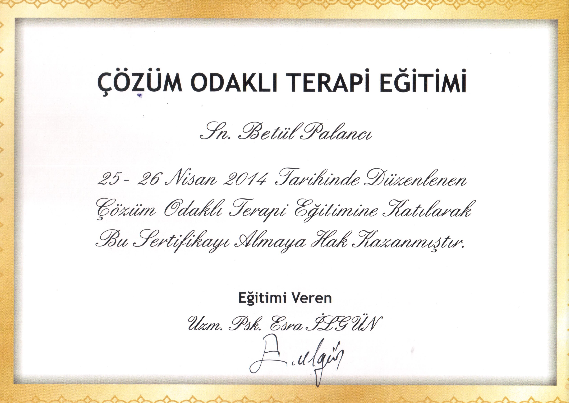 ÇÖZÜM ODAKLI TERAPİ EĞİTİMİ
Sn. Betül Palancı
25- 26 Nisan 2014 Tarihinde Düzenlenen
Çözüm Odaklı Terapi Eğitimine Katılarak
Bu Sertifikayı Almaya Hak Kazanmıştır.
Eğitimi Veren
Uzm. Psk. Esra İLGÜN